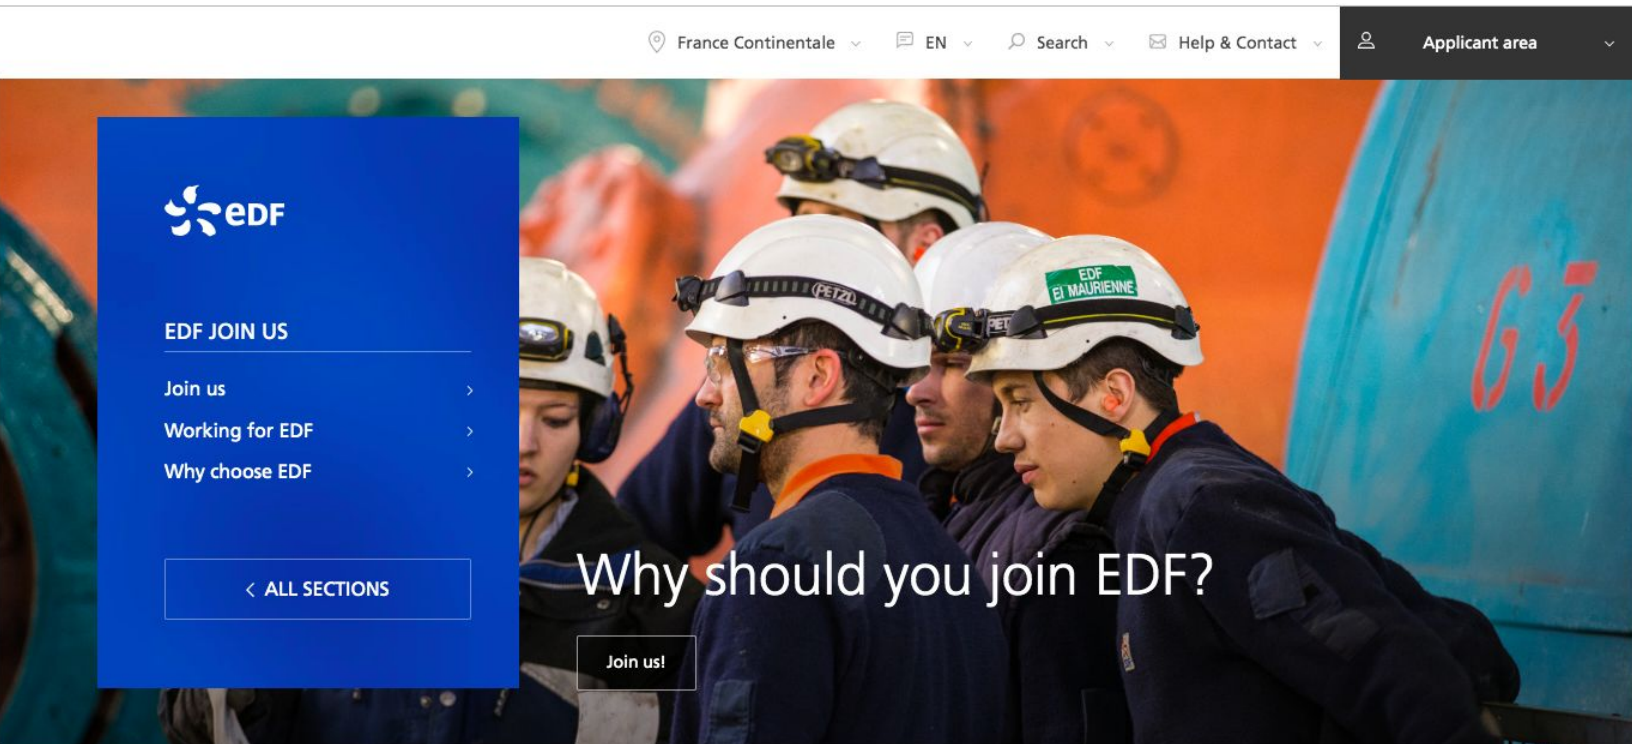 France Continentale
EN
Search
Help & Contact
Applicant area
eDF
EDF JOIN US
Join us
Working for EDF
Why choose EDF
< ALL SECTIONS
PETZL
PET
EDF
EI MAURIENNE
G3
Why should you join EDF?
Join us!